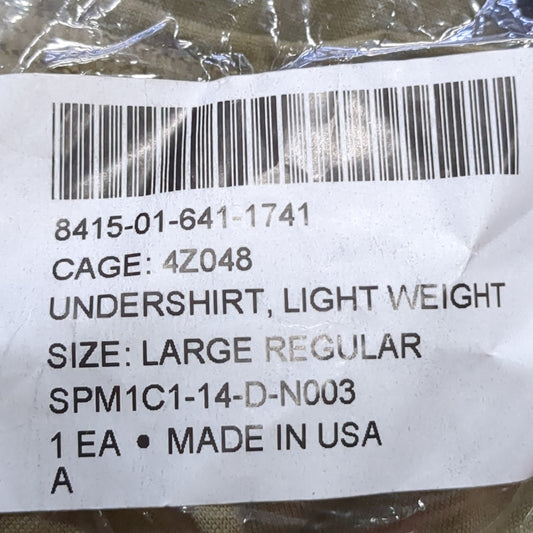 8415-01-641-1741
CAGE: 4Z048
UNDERSHIRT, LIGHT WEIGHT
SIZE: LARGE REGULAR
SPM1C1-14-D-N003
1 EA • MADE IN USA
A